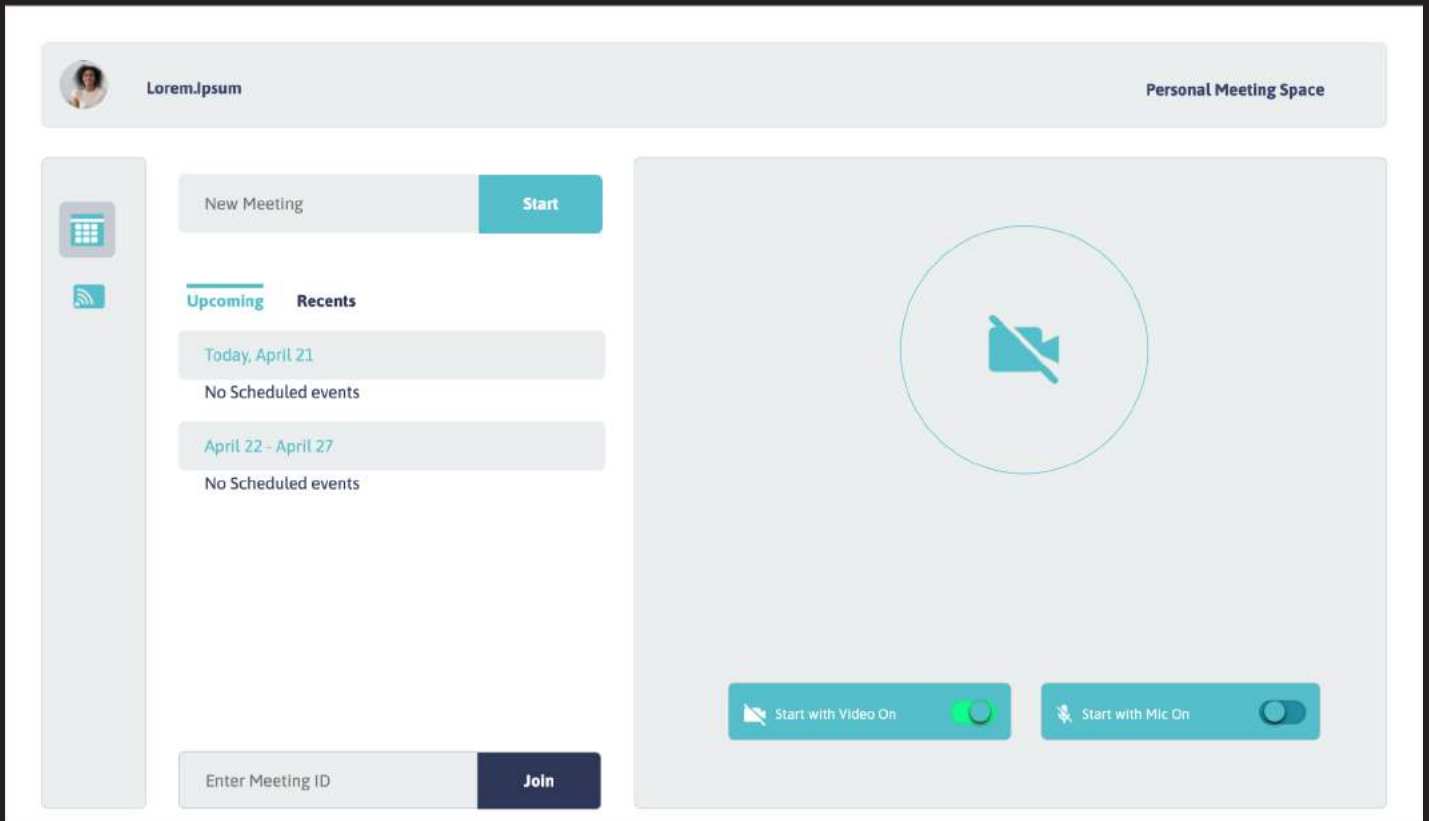 Lorem.Ipsum
Personal Meeting Space
New Meeting
Start
Upcoming
Recents
Today, April 21
No Scheduled events
April 22 - April 27
No Scheduled events
Start with Video On
Start with Mic On
Enter Meeting ID
Join